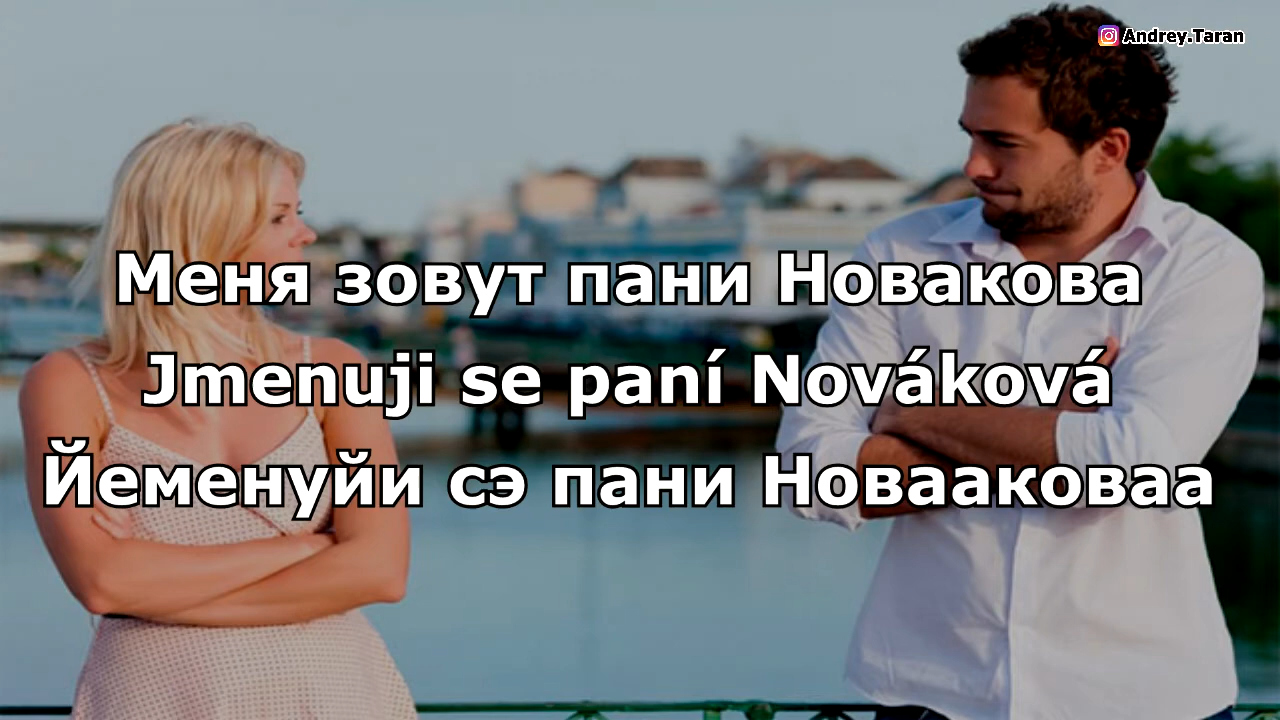 Andrey.Taran
Меня зовут пани Новакова
Jmenuji se paní Nováková
Йеменуйи сэ пани Новааковаа